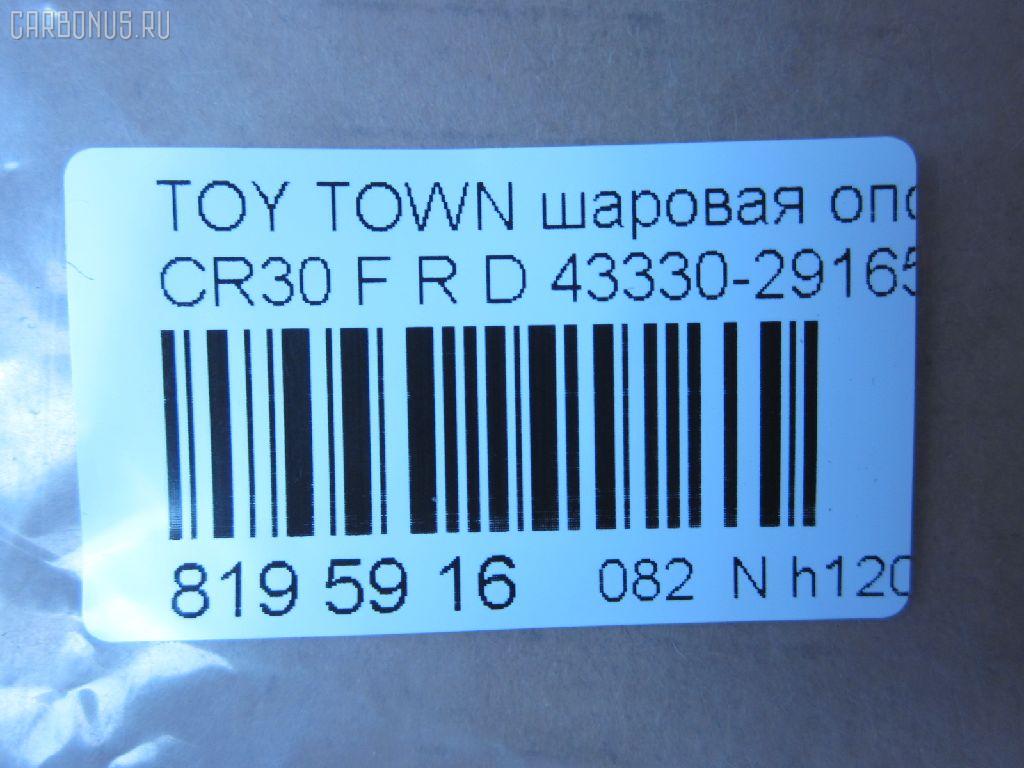 CARBONUS.RU
TOY TOWN шаровая опо
CR30 F R D 43330-29165
819 59 16 082 N h120